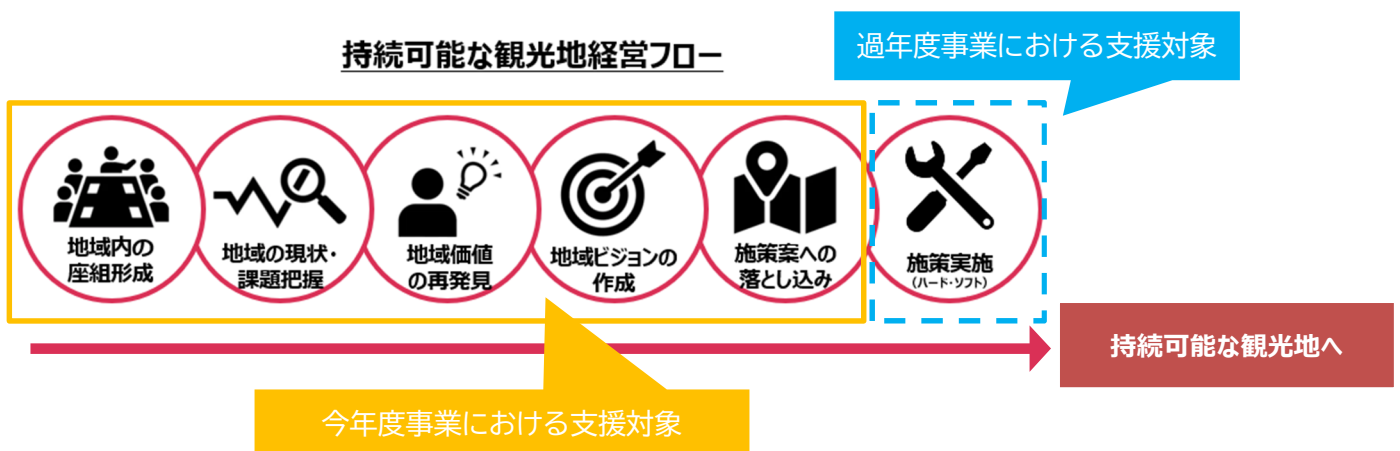 持続可能な観光地経営フロー
過年度事業における支援対象
地域内の
座組形成
地域の現状・
課題把握
地域価値
の再発見
地域ビジョンの
作成
施策案への
落とし込み
施策実施
(ハード・ソフト)
持続可能な観光地へ
今年度事業における支援対象